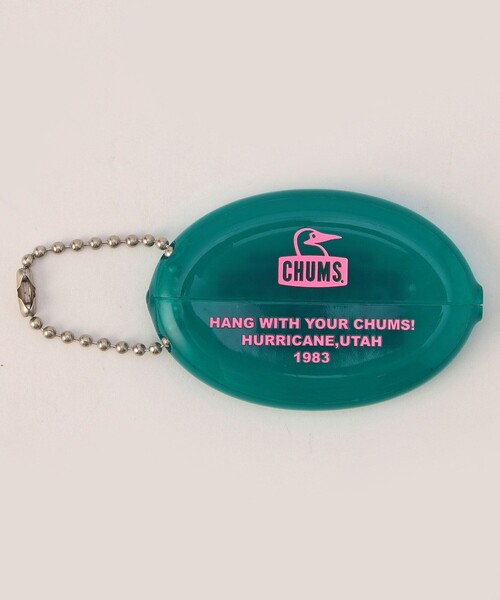 CHUMS.
HANG WITH YOUR CHUMS!
HURRICANE,UTAH
1983